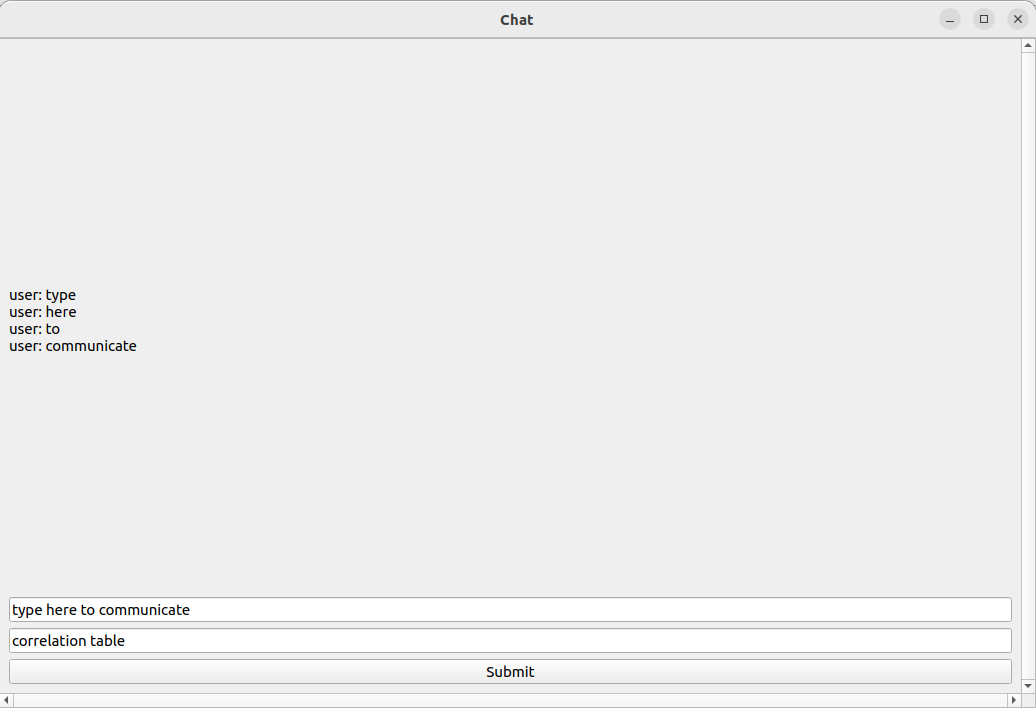 Chat
user: type
user: here
user: to
user: communicate
type here to communicate
correlation table
Submit